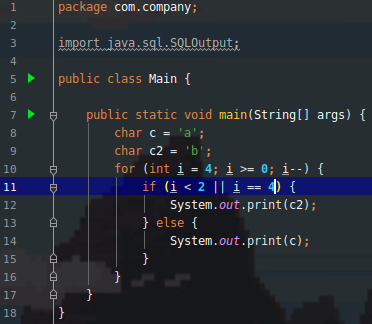 1 package com.company;
2
3 import java.sql.SQLOutput;
4
5 public class Main {
6
7 public static void main(String[] args) {
8 char c = 'a';
9 char c2 = 'b';
10 for (int i = 4; i >= 0; i--) {
11 if (i < 2 || i == 4) {
12 System.out.print(c2);
13 } else {
14 System.out.print(c);
15 }
16 }
17 }
18 }